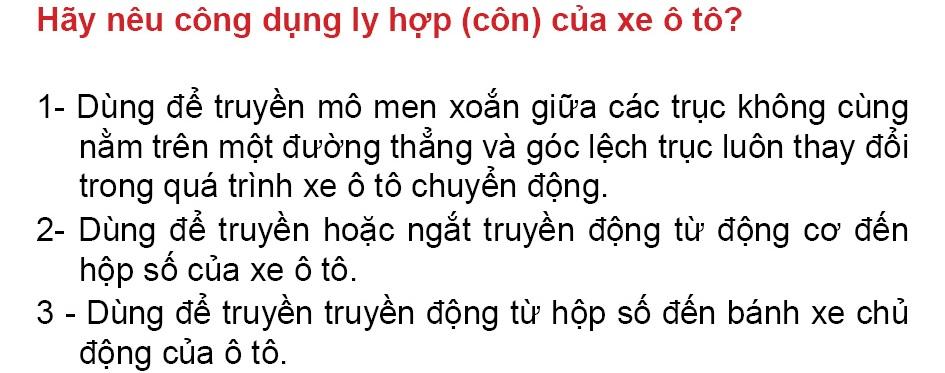 Hãy nêu công dụng ly hợp (côn) của xe ô tô?
1- Dùng để truyền mô men xoắn giữa các trục không cùng
nằm trên một đường thẳng và góc lệch trục luôn thay đổi
trong quá trình xe ô tô chuyển động.
2- Dùng để truyền hoặc ngắt truyền động từ động cơ đến
hộp số của xe ô tô.
3 - Dùng để truyền truyền động từ hộp số đến bánh xe chủ
động của ô tô.